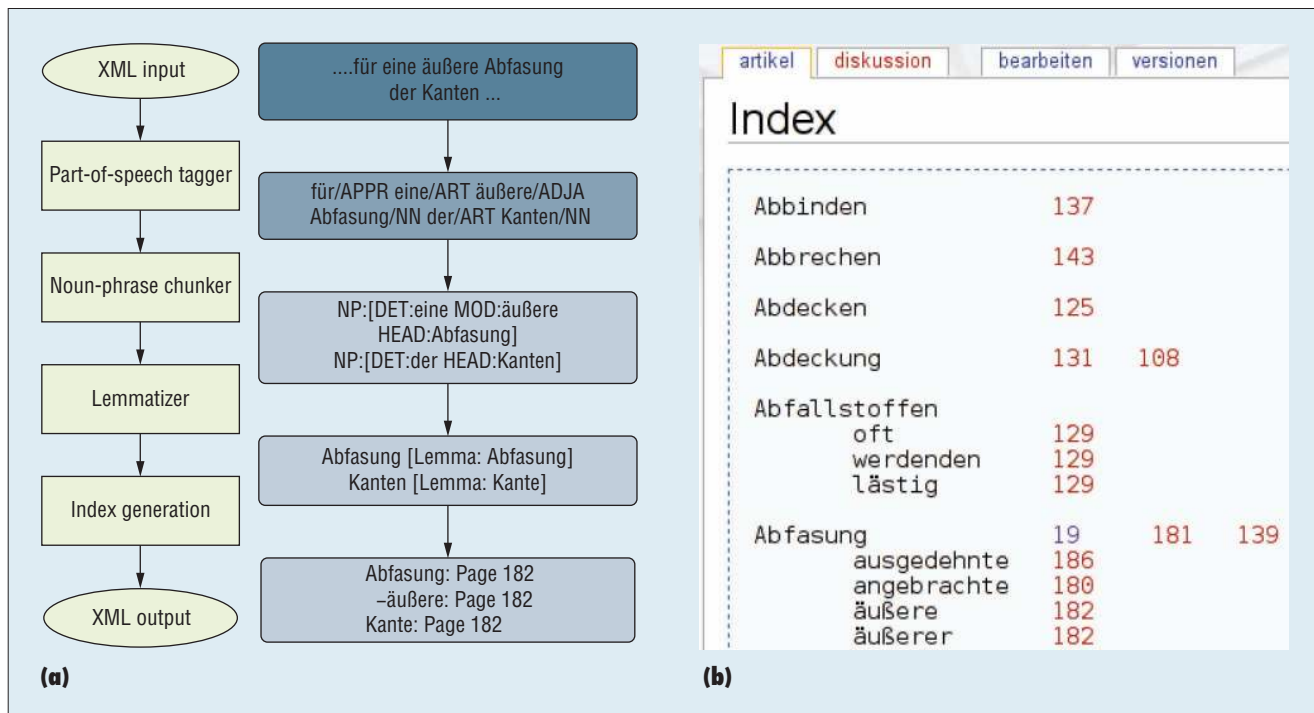 XML input
Part-of-speech tagger
Noun-phrase chunker
Lemmatizer
Index generation
XML output
....für eine äußere Abfasung
der Kanten ...
für/APPR eine/ART äußere/ADJA
Abfasung/NN der/ART Kanten/NN
NP:[DET:eine MOD:äußere
HEAD:Abfasung]
NP:[DET:der HEAD:Kanten]
Abfasung [Lemma: Abfasung]
Kanten [Lemma: Kante]
Abfasung: Page 182
–äußere: Page 182
Kante: Page 182
(a)
artikel diskussion bearbeiten versionen
Index
Abbinden 137
Abbrechen 143
Abdecken 125
Abdeckung 131 108
Abfallstoffen
oft 129
werdenden 129
lästig 129
Abfasung 19 181 139
ausgedehnte 186
angebrachte 180
äußere 182
äußerer 182
(b)